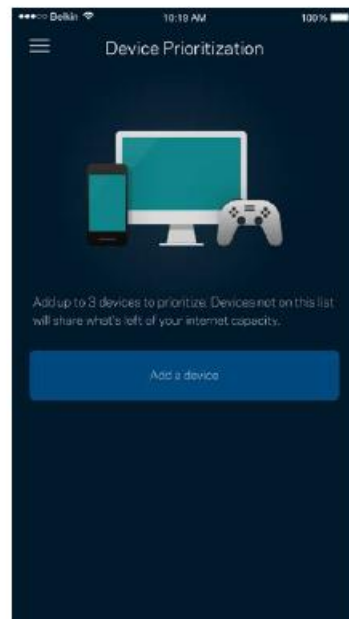 Belkin 10:18 AM 100%
Device Prioritization
Add up to 3 devices to prioritize. Devices not on this list
will share what's left of your internet capacity.
Add a device